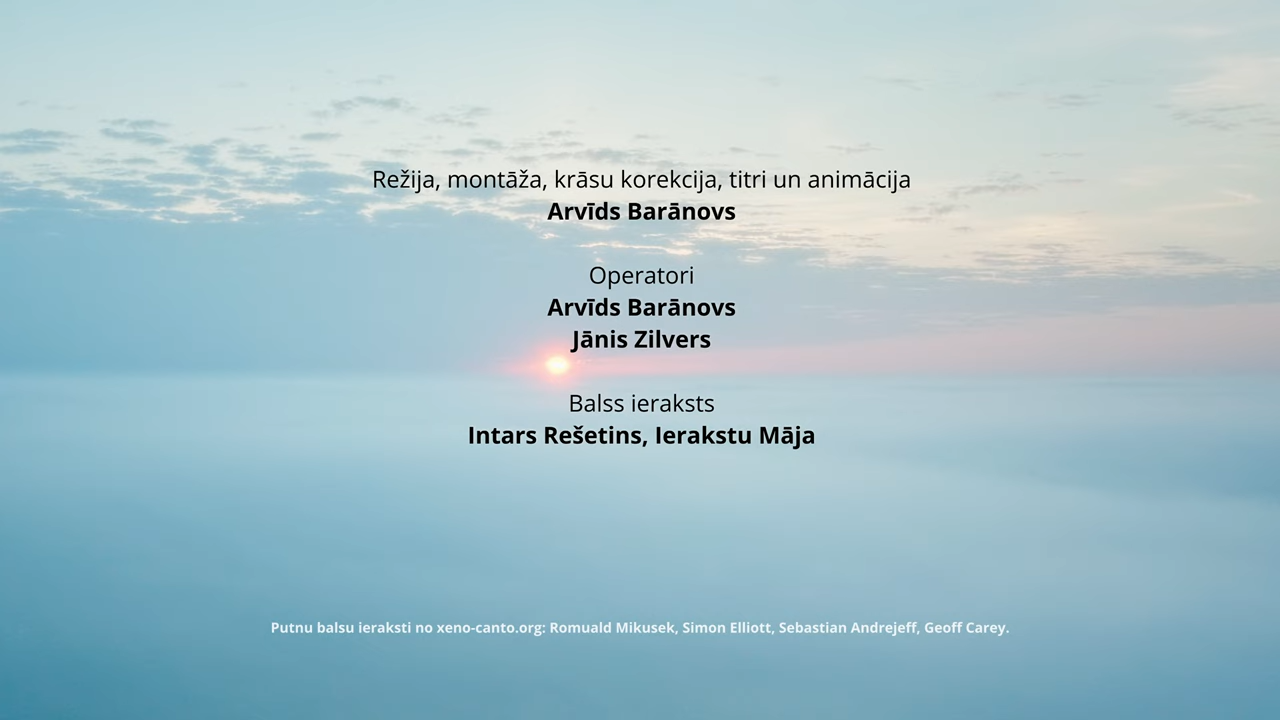 Režija, montāža, krāsu korekcija, titri un animācija
Arvīds Barānovs
Operatori
Arvīds Barānovs
Jānis Zilvers
Balss ieraksts
Intars Rešetins, Ierakstu Māja
Putnu balsu ieraksti no xeno-canto.org: Romuald Mikusek, Simon Elliott, Sebastian Andrejeff, Geoff Carey.